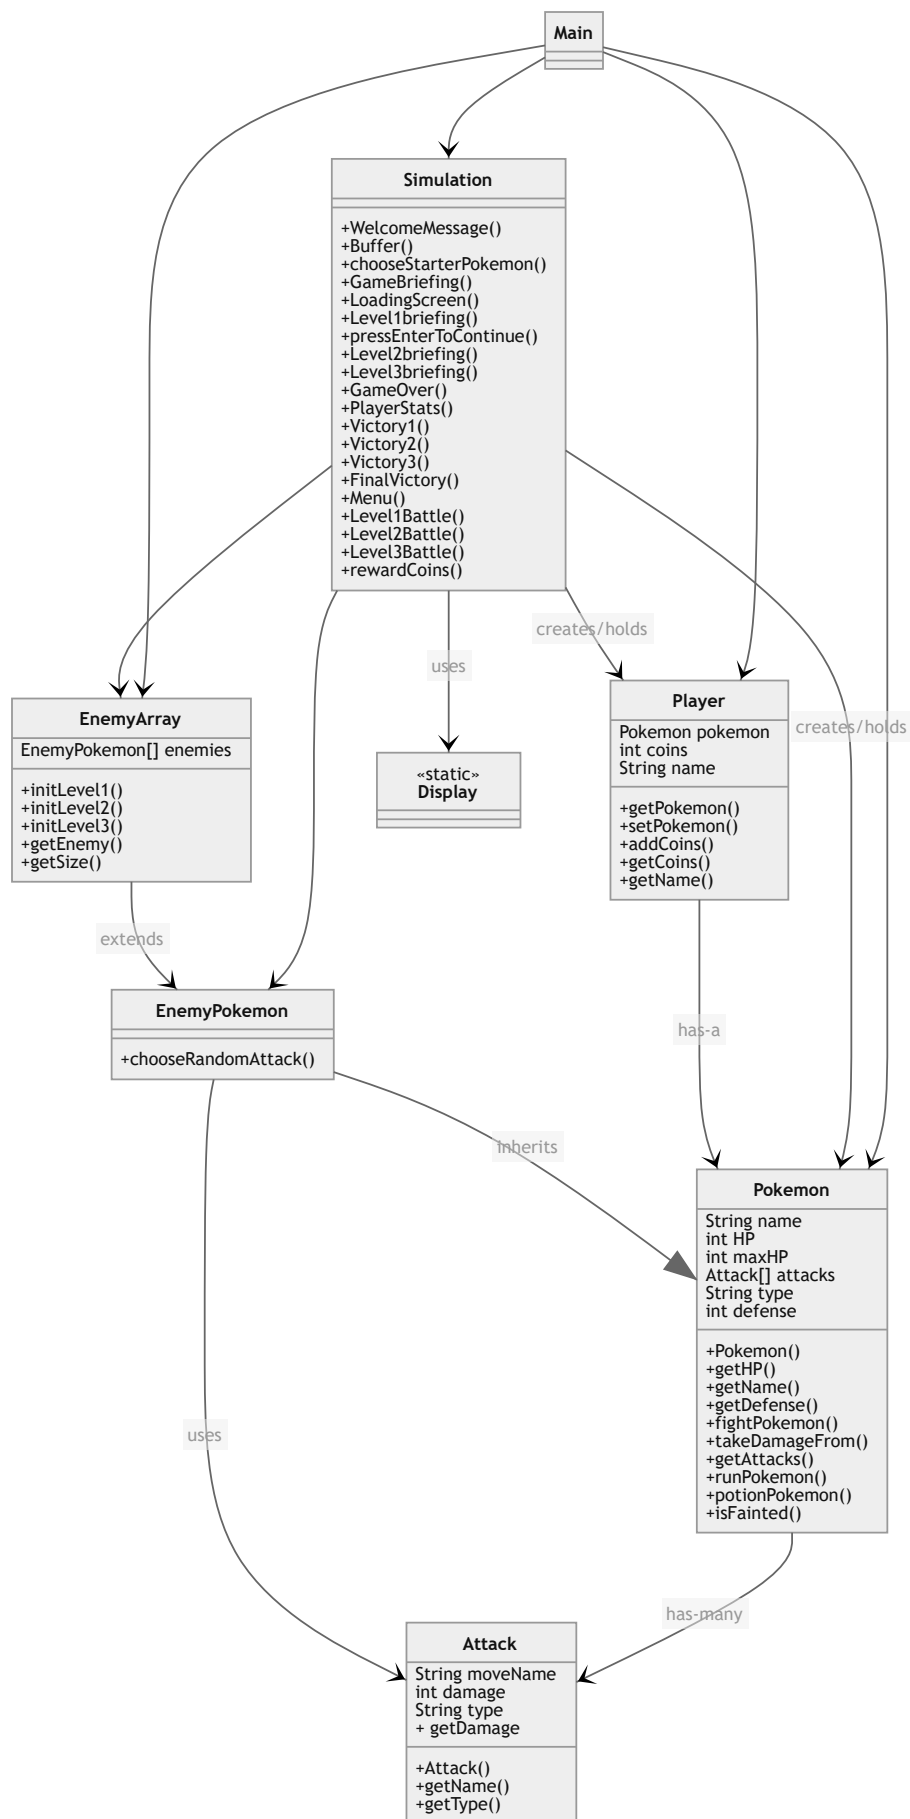 Main
Simulation
+WelcomeMessage()
+Buffer()
+chooseStarterPokemon()
+GameBriefing()
+LoadingScreen()
+Level1briefing()
+pressEnterToContinue()
+Level2briefing()
+Level3briefing()
+GameOver()
+PlayerStats()
+Victory1()
+Victory2()
+Victory3()
+FinalVictory()
+Menu()
+Level1Battle()
+Level2Battle()
+Level3Battle()
+rewardCoins()
creates/holds
uses
creates/holds
EnemyArray
EnemyPokemon[] enemies
+initLevel1()
+initLevel2()
+initLevel3()
+getEnemy()
+getSize()
«static»
Display
Player
Pokemon pokemon
int coins
String name
+getPokemon()
+setPokemon()
+addCoins()
+getCoins()
+getName()
extends
has-a
EnemyPokemon
+chooseRandomAttack()
inherits
Pokemon
String name
int HP
int maxHP
Attack[] attacks
String type
int defense
+Pokemon()
+getHP()
+getName()
+getDefense()
+fightPokemon()
+takeDamageFrom()
+getAttacks()
+runPokemon()
+potionPokemon()
+isFainted()
uses
has-many
Attack
String moveName
int damage
String type
+ getDamage
+Attack()
+getName()
+getType()